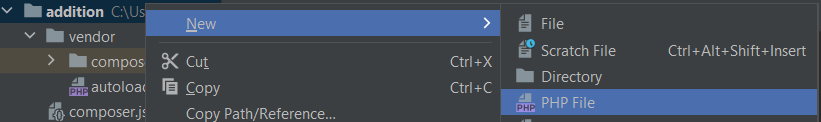 addition C:\Us
New
File
vendor
Scratch File Ctrl+Alt+Shift+Insert
compo
Cut Ctrl+X
Directory
autoloa
Copy Ctrl+C
PHP File
composer.js
Copy Path/Reference...